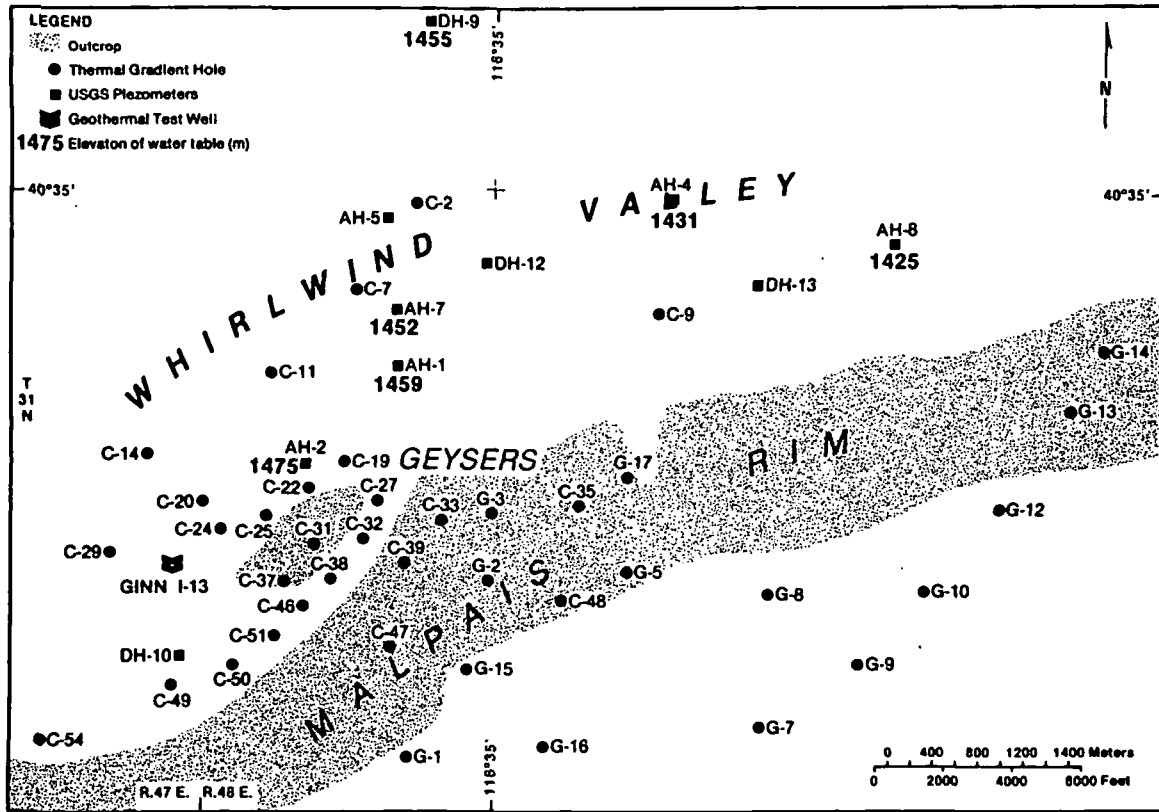 LEGEND
Outcrop
Thermal Gradient Hole
USGS Piezometers
Geothermal Test Well
1475 Elevaton of water table (m)
DH-9
1455
116°35'
N
40°35'
40°35'
C-2
AH-5
AH-4
1431
VALLEY
AH-8
1425
DH-12
WHIRLWIND
C-7
DH-13
AH-7
1452
C-9
AH-1
1459
C-11
T
31
N
G-14
G-13
C-14
AH-2
1475
C-19
GEYSERS
RIM
G-17
C-22
C-27
C-20
C-33
G-3
C-35
G-12
C-24
C-25
C-31
C-32
C-29
GINN I-13
C-39
C-37
C-38
G-2
MALPAIS
G-5
C-48
G-8
G-10
C-46
C-51
C-47
DH-10
C-50
G-15
G-9
C-49
C-54
G-1
G-16
G-7
116°35'
0 400 800 1200 1400 Meters
0 2000 4000 6000 Feet
R.47 E. R.48 E.